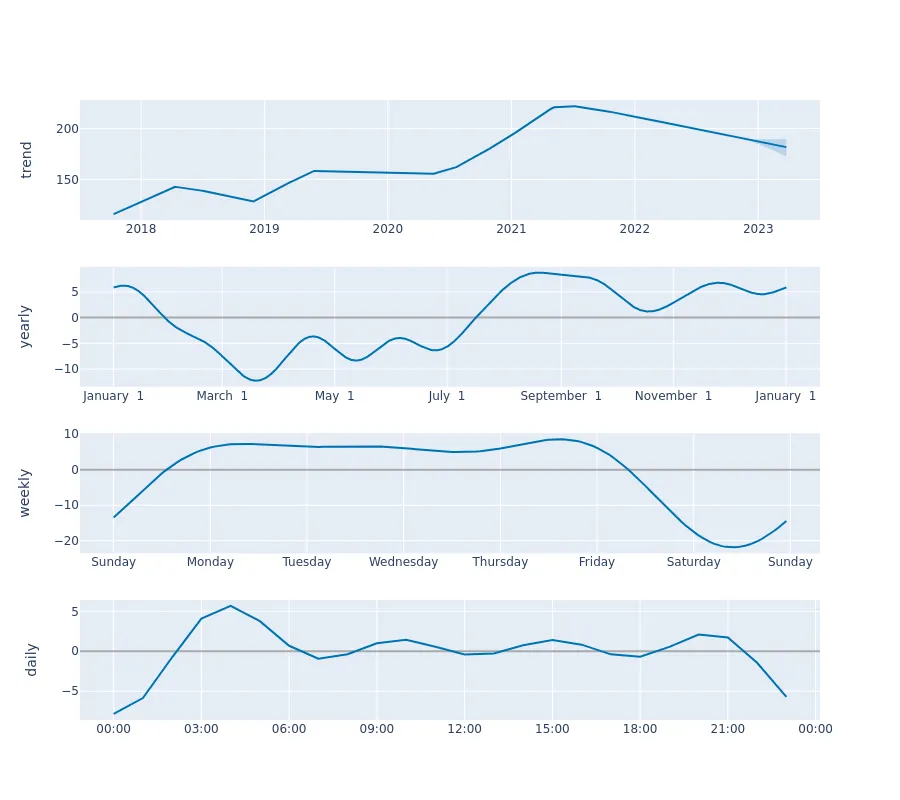 trend
200
150
2018 2019 2020 2021 2022 2023
yearly
5
0
−5
−10
January 1 March 1 May 1 July 1 September 1 November 1 January 1
weekly
10
0
−10
−20
Sunday Monday Tuesday Wednesday Thursday Friday Saturday Sunday
daily
5
0
−5
00:00 03:00 06:00 09:00 12:00 15:00 18:00 21:00 00:00